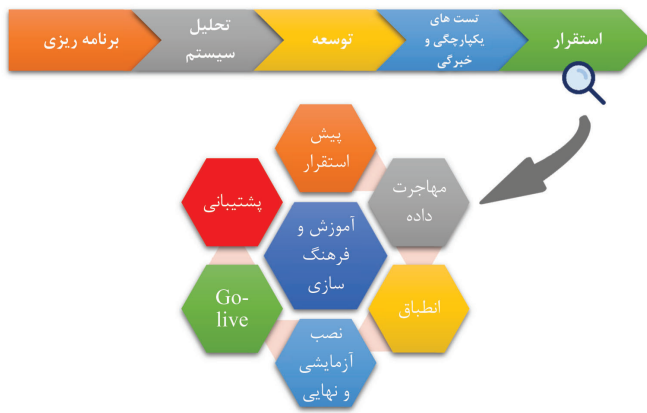 برنامه ریزی
تحلیل
سیستم
توسعه
تست های
یکپارچگی و
خبرگی
استقرار
پیش
استقرار
مهاجرت
داده
انطباق
نصب
آزمایشی
و نهایی
Go-
live
پشتیبانی
آموزش و
فرهنگ
سازی